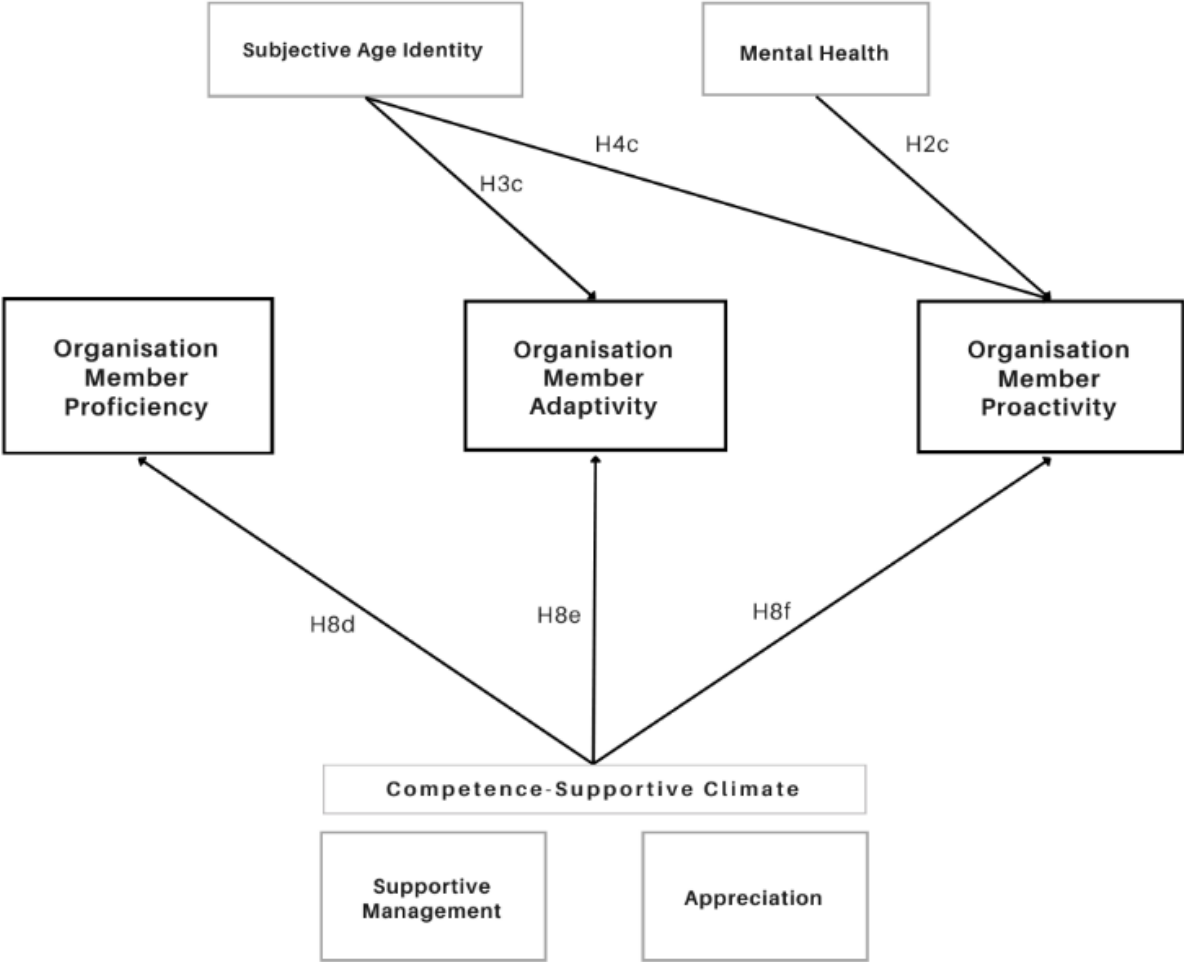 Subjective Age Identity
Mental Health
H4c
H2c
H3c
Organisation
Member
Proficiency
Organisation
Member
Adaptivity
Organisation
Member
Proactivity
H8d
H8e
H8f
Competence-Supportive Climate
Supportive
Management
Appreciation